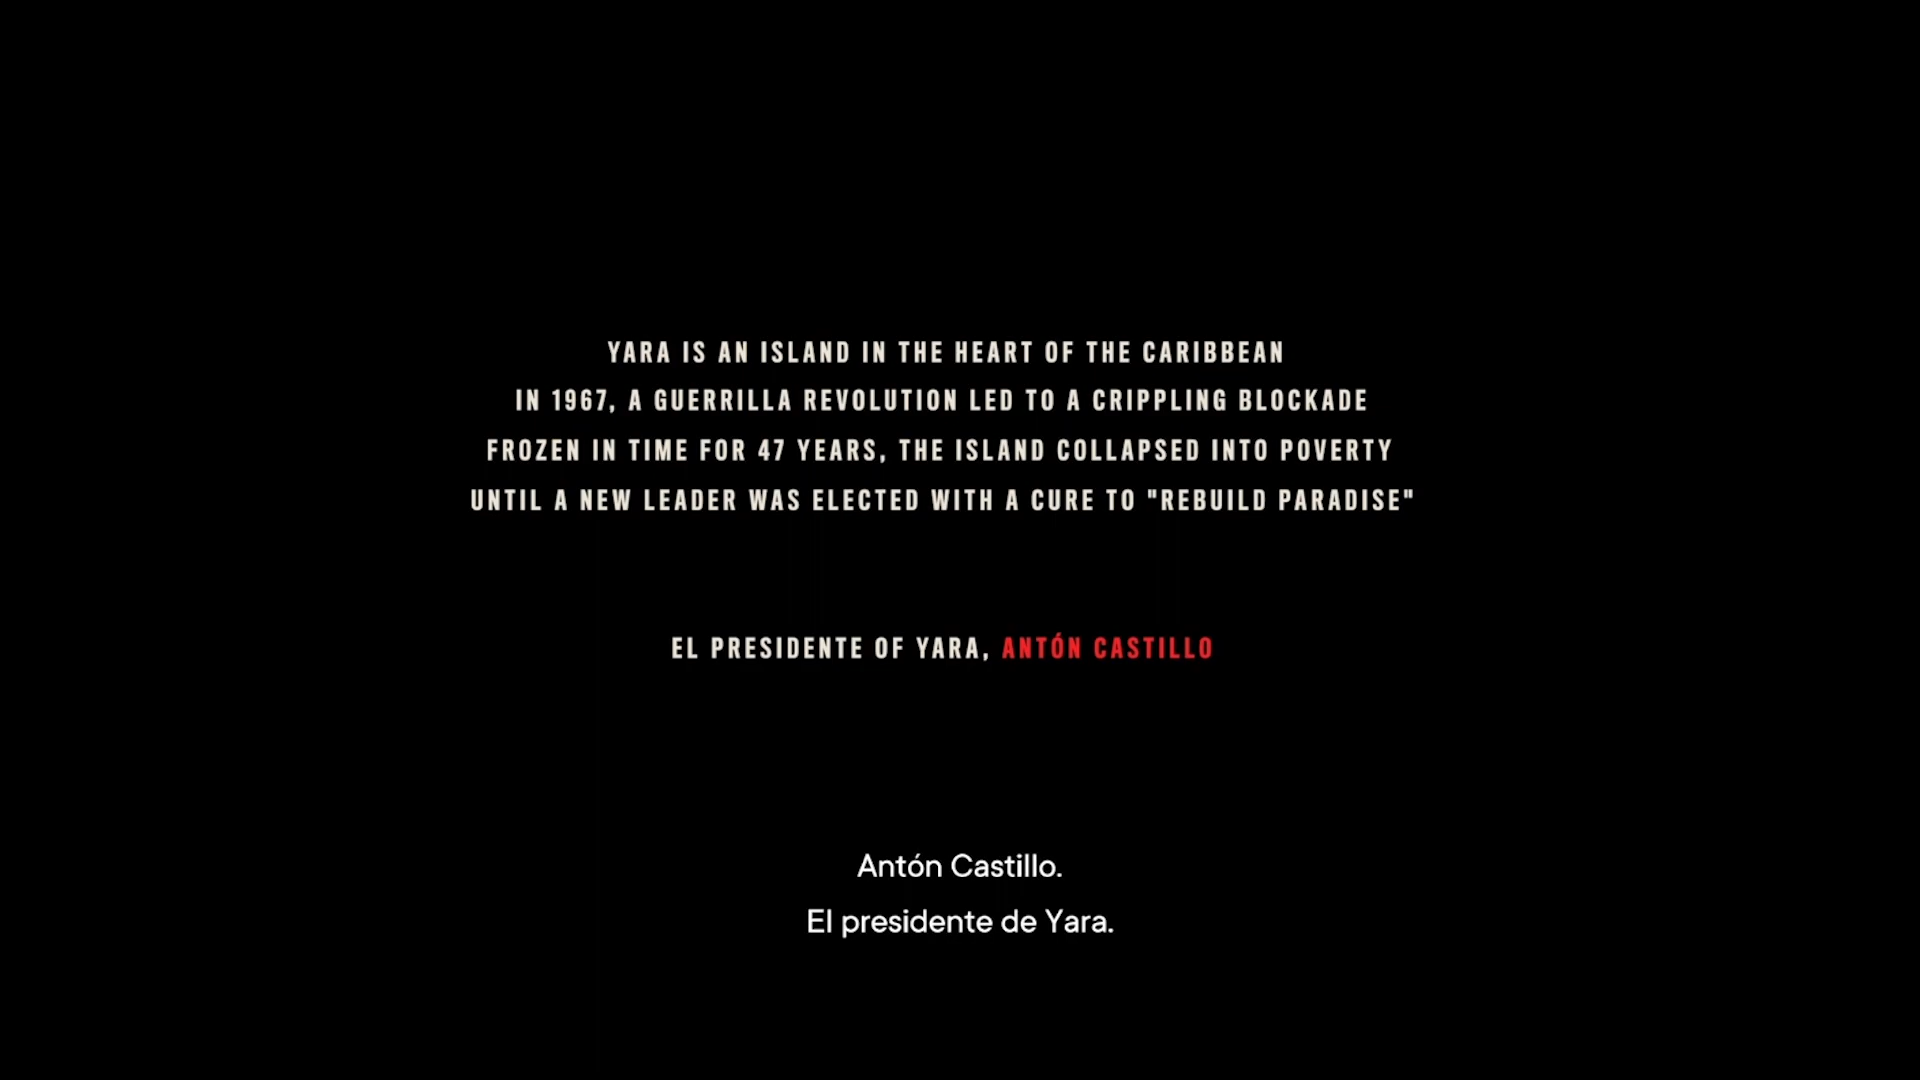 YARA IS AN ISLAND IN THE HEART OF THE CARIBBEAN
IN 1967, A GUERRILLA REVOLUTION LED TO A CRIPPLING BLOCKADE
FROZEN IN TIME FOR 47 YEARS, THE ISLAND COLLAPSED INTO POVERTY
UNTIL A NEW LEADER WAS ELECTED WITH A CURE TO "REBUILD PARADISE"
EL PRESIDENTE OF YARA, ANTÓN CASTILLO
Antón Castillo.
El presidente de Yara.